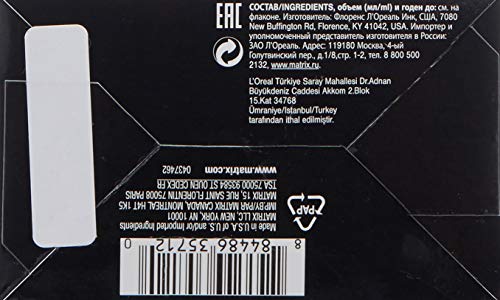 EAC
СОСТАВ/INGREDIENTS, объем (мл/ml) и годен до: см. на
флаконе. Изготовитель: Флоренс Л'Ореаль Инк, США, 7080
New Buffington Rd, Florence, KY 41042, USA. Импортер и
уполномоченный представитель изготовителя в России:
ЗАО Л'Ореаль. Адрес: 119180 Москва,4-ый
Голутвинский пер., д.1/8, стр. 1-2, тел. 8 800 500
2132, www.matrix.ru.
L'Oreal Türkiye Saray Mahallesi Dr.Adnan
Büyükdeniz Caddesi Akkom 2.Blok
15.Kat 34768
Ümraniye/Istanbul/Turkey
tarafından ithal edilmiştir.
PAP
Made in U.S.A. of U.S. and/or Imported Ingredients
MATRIX, LLC, NEW YORK, NY 10001
IMP/BY/PAR MATRIX CANADA, MONTREAL H4T 1K5
MATRIX 15, RUE SAINT FLORENTIN 75008 PARIS
TSA 75000 93584 ST OUEN CEDEX.FR
www.matrix.com
0437462
8 84486 35712 0